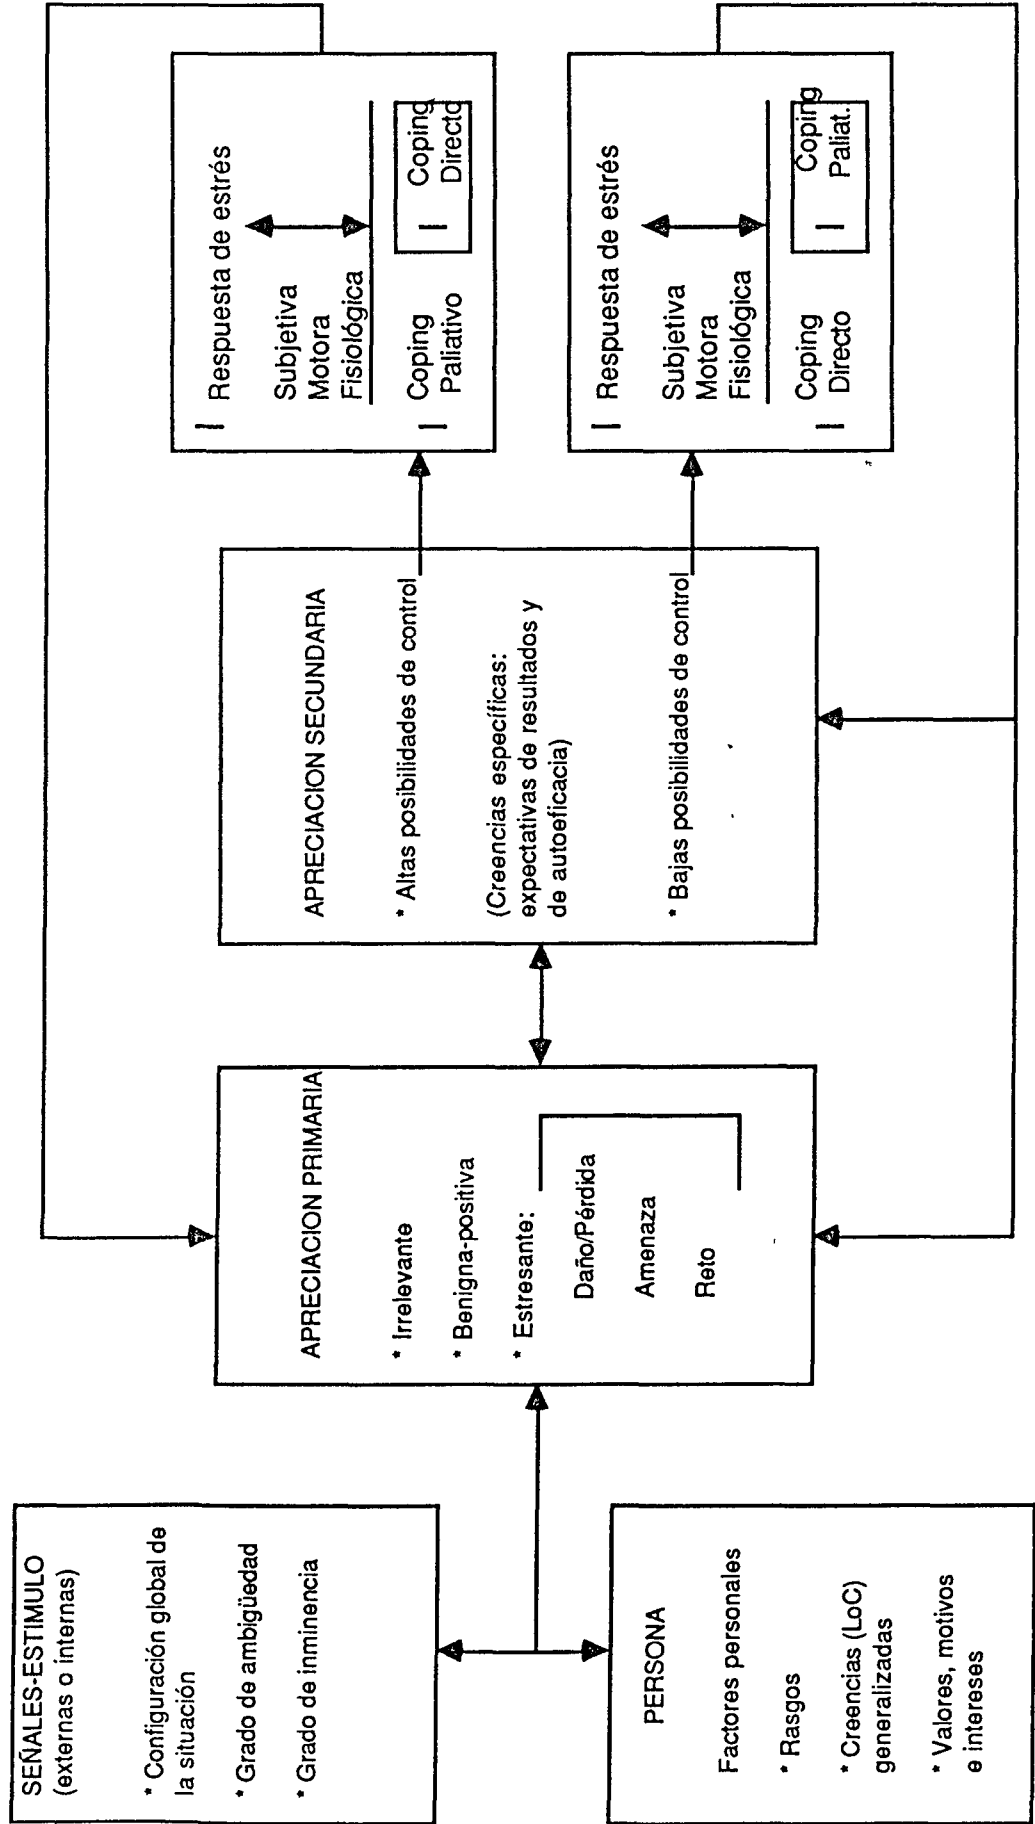 SEÑALES-ESTIMULO
(externas o internas)
* Configuración global de
la situación
* Grado de ambigüedad
* Grado de inminencia
PERSONA
Factores personales
* Rasgos
* Creencias (LoC)
generalizadas
* Valores, motivos
e intereses
APRECIACION PRIMARIA
* Irrelevante
* Benigna-positiva
* Estresante:
Daño/Pérdida
Amenaza
Reto
APRECIACION SECUNDARIA
* Altas posibilidades de control
(Creencias específicas:
expectativas de resultados y
de autoeficacia)
* Bajas posibilidades de control
Respuesta de estrés
Subjetiva
Motora
Fisiológica
Coping
Paliativo
Coping
Directo
Respuesta de estrés
Subjetiva
Motora
Fisiológica
Coping
Directo
Coping
Paliat.